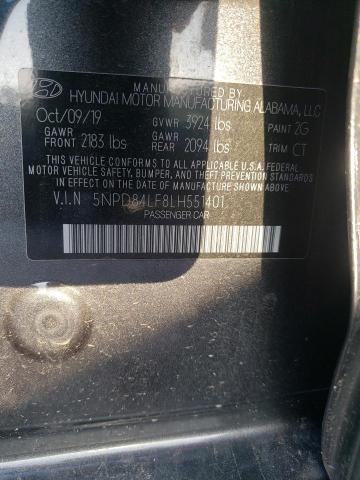 MANUFACTURED BY
HYUNDAI MOTOR MANUFACTURING ALABAMA, LLC
Oct/09/19 GVWR 3924 lbs PAINT 2G
GAWR FRONT 2183 lbs GAWR REAR 2094 lbs TRIM CT
THIS VEHICLE CONFORMS TO ALL APPLICABLE U.S.A. FEDERAL
MOTOR VEHICLE SAFETY, BUMPER, AND THEFT PREVENTION
STANDARDS IN EFFECT ON THE DATE OF MANUFACTURE SHOWN ABOVE.
V.I.N 5NPD84LF8LH551401
PASSENGER CAR